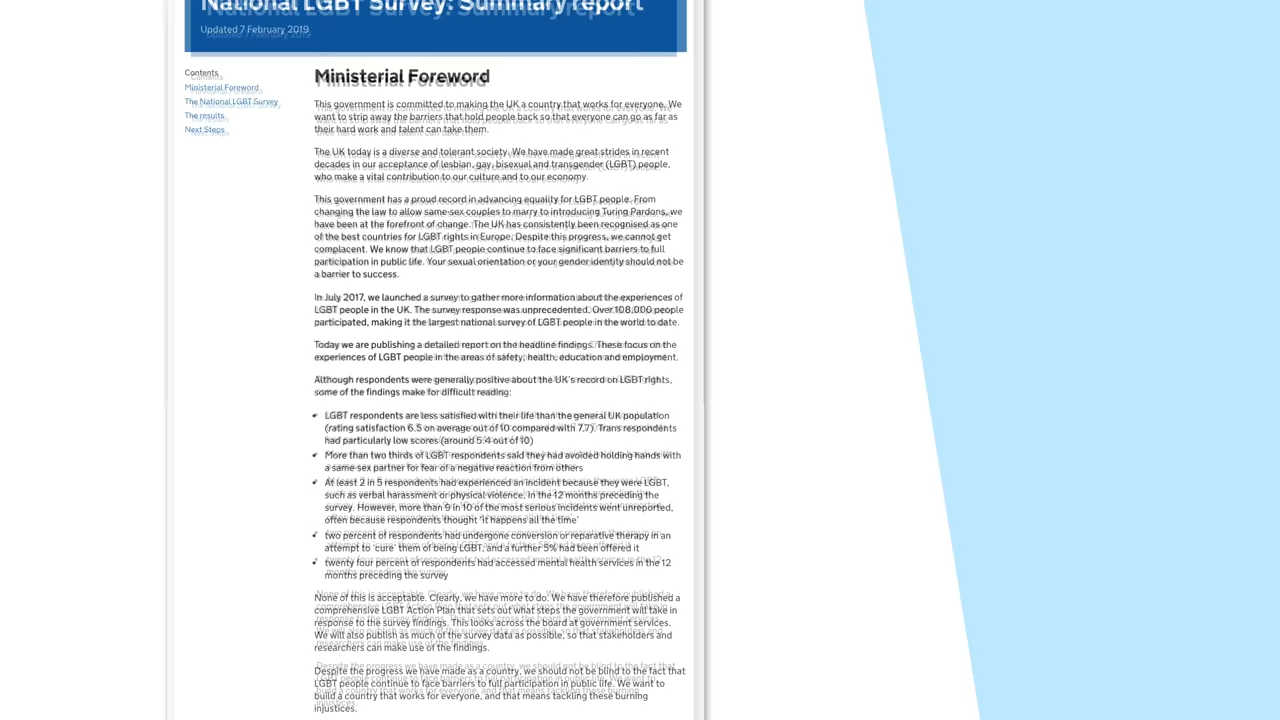 National LGBT Survey: Summary report
Updated 7 February 2019
Contents
Ministerial Foreword
The National LGBT Survey
The results
Next Steps
Ministerial Foreword
This government is committed to making the UK a country that works for everyone. We
want to strip away the barriers that hold people back so that everyone can go as far as
their hard work and talent can take them.
The UK today is a diverse and tolerant society. We have made great strides in recent
decades in our acceptance of lesbian, gay, bisexual and transgender (LGBT) people,
who make a vital contribution to our culture and to our economy.
This government has a proud record in advancing equality for LGBT people. From
changing the law to allow same-sex couples to marry to introducing Turing Pardons, we
have been at the forefront of change. The UK has consistently been recognised as one
of the best countries for LGBT rights in Europe. Despite this progress, we cannot get
complacent. We know that LGBT people continue to face significant barriers to full
participation in public life. Your sexual orientation or your gender identity should not be
a barrier to success.
In July 2017, we launched a survey to gather more information about the experiences of
LGBT people in the UK. The survey response was unprecedented. Over 108,000 people
participated, making it the largest national survey of LGBT people in the world to date.
Today we are publishing a detailed report on the headline findings. These focus on the
experiences of LGBT people in the areas of safety, health, education and employment.
Although respondents were generally positive about the UK's record on LGBT rights,
some of the findings make for difficult reading:
• LGBT respondents are less satisfied with their life than the general UK population
(rating satisfaction 6.5 on average out of 10 compared with 7.7). Trans respondents
had particularly low scores (around 5.4 out of 10)
• More than two thirds of LGBT respondents said they had avoided holding hands with
a same-sex partner for fear of a negative reaction from others
• At least 2 in 5 respondents had experienced an incident because they were LGBT,
such as verbal harassment or physical violence, in the 12 months preceding the
survey. However, more than 9 in 10 of the most serious incidents went unreported,
often because respondents thought 'it happens all the time'
• two percent of respondents had undergone conversion or reparative therapy in an
attempt to 'cure' them of being LGBT, and a further 5% had been offered it
• twenty four percent of respondents had accessed mental health services in the 12
months preceding the survey
None of this is acceptable. Clearly, we have more to do. We have therefore published a
comprehensive LGBT Action Plan that sets out what steps the government will take in
response to the survey findings. This looks across the board at government services.
We will also publish as much of the survey data as possible, so that stakeholders and
researchers can make use of the findings.
Despite the progress we have made as a country, we should not be blind to the fact that
LGBT people continue to face barriers to full participation in public life. We want to
build a country that works for everyone, and that means tackling these burning
injustices.